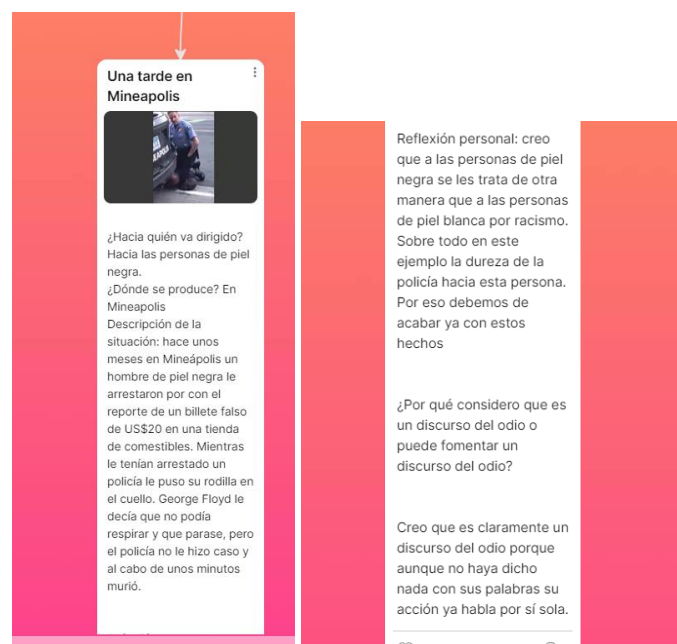 Una tarde en
Mineapolis
¿Hacia quién va dirigido?
Hacia las personas de piel
negra.
¿Dónde se produce? En
Mineapolis
Descripción de la
situación: hace unos
meses en Mineápolis un
hombre de piel negra le
arrestaron por con el
reporte de un billete falso
de US$20 en una tienda
de comestibles. Mientras
le tenían arrestado un
policía le puso su rodilla en
el cuello. George Floyd le
decía que no podía
respirar y que parase, pero
el policía no le hizo caso y
al cabo de unos minutos
murió.
Reflexión personal: creo
que a las personas de piel
negra se les trata de otra
manera que a las personas
de piel blanca por racismo.
Sobre todo en este
ejemplo la dureza de la
policía hacia esta persona.
Por eso debemos de
acabar ya con estos
hechos
¿Por qué considero que es
un discurso del odio o
puede fomentar un
discurso del odio?
Creo que es claramente un
discurso del odio porque
aunque no haya dicho
nada con sus palabras su
acción ya habla por sí sola.